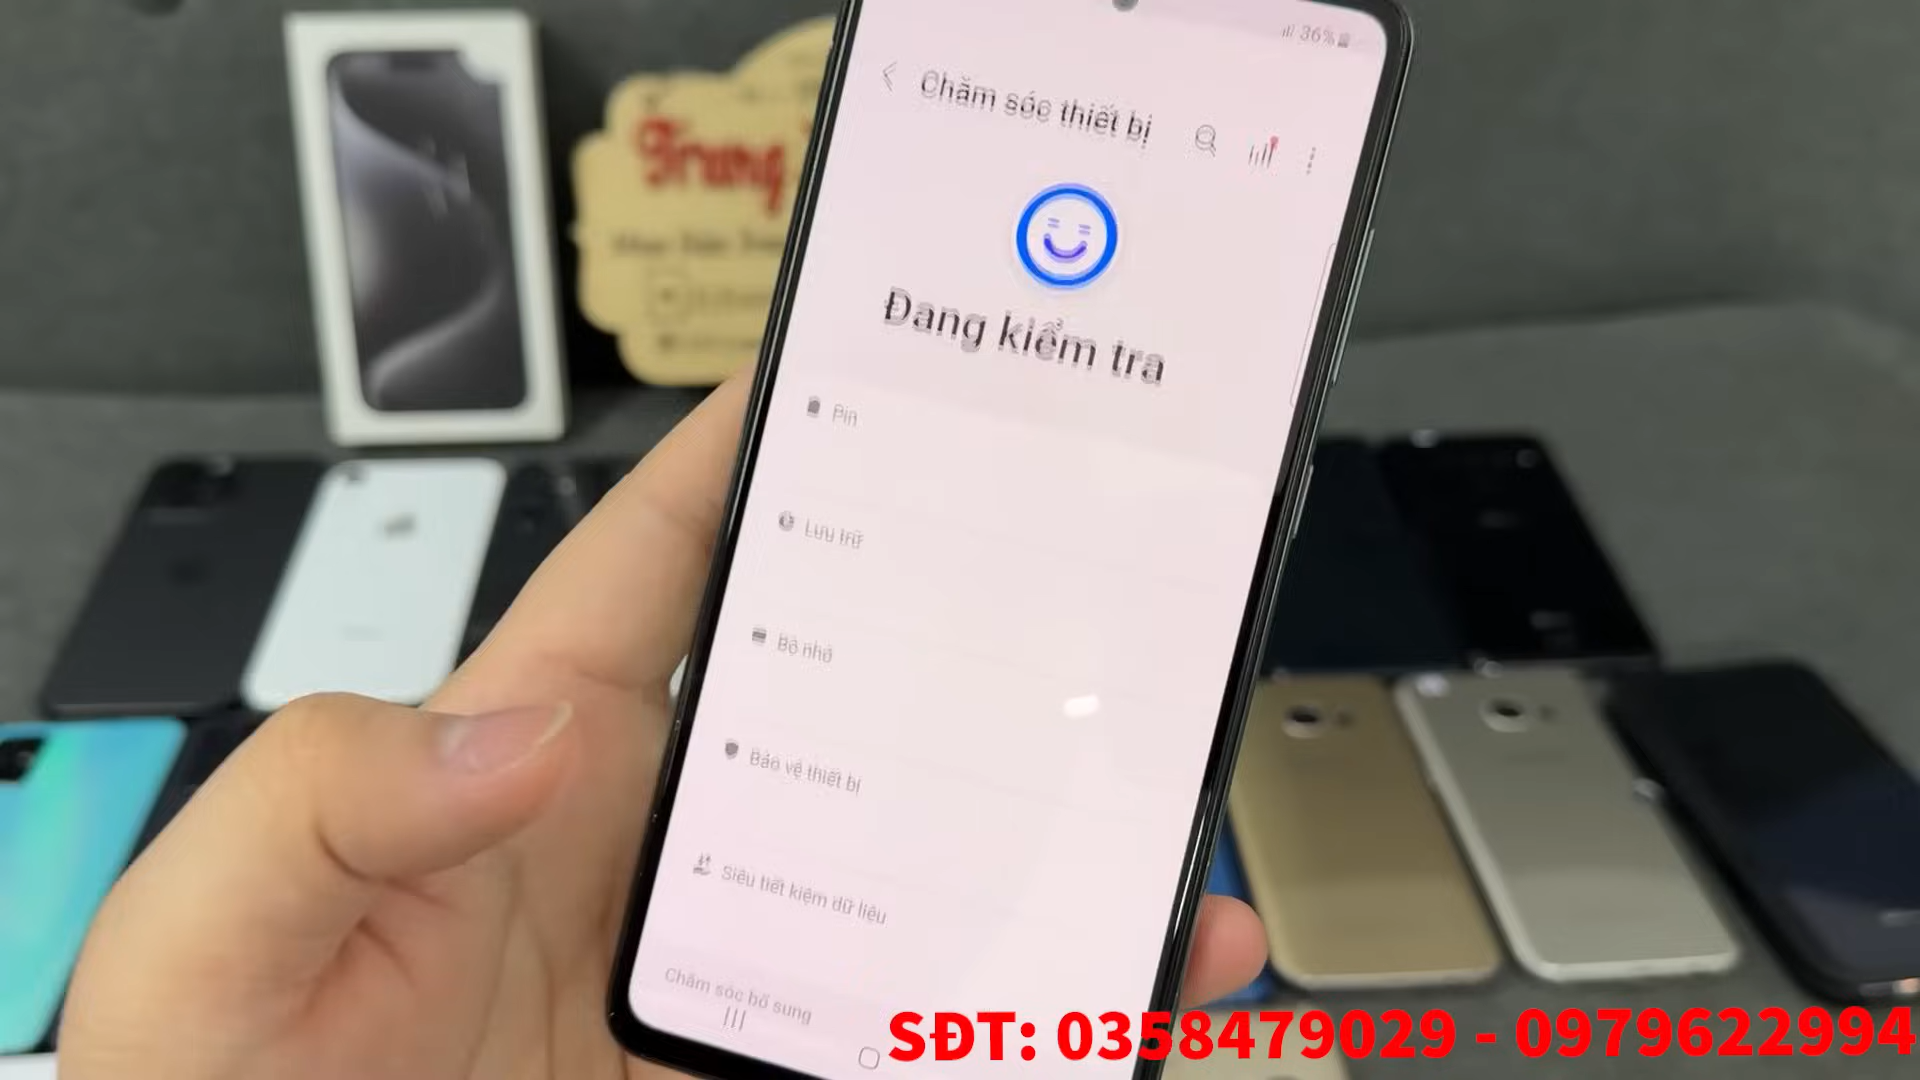 36%
Chăm sóc thiết bị
Trung
Đang kiểm tra
Pin
Lưu trữ
Bộ nhớ
Bảo vệ thiết bị
Siêu tiết kiệm dữ liệu
Chăm sóc bổ sung
SĐT: 0358479029 - 0979622994